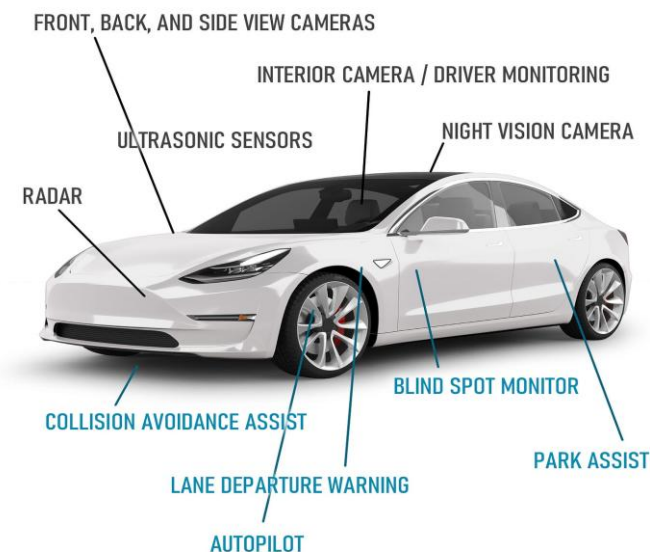 FRONT, BACK, AND SIDE VIEW CAMERAS
INTERIOR CAMERA / DRIVER MONITORING
ULTRASONIC SENSORS
NIGHT VISION CAMERA
RADAR
BLIND SPOT MONITOR
COLLISION AVOIDANCE ASSIST
PARK ASSIST
LANE DEPARTURE WARNING
AUTOPILOT